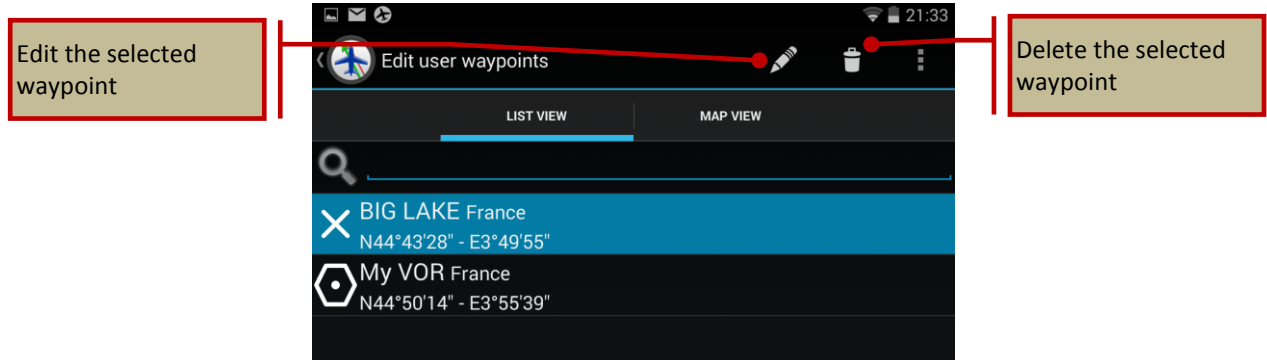 Edit the selected
waypoint
21:33
Edit user waypoints
Delete the selected
waypoint
LIST VIEW
MAP VIEW
BIG LAKE France
N44°43'28" - E3°49'55"
My VOR France
N44°50'14" - E3°55'39"